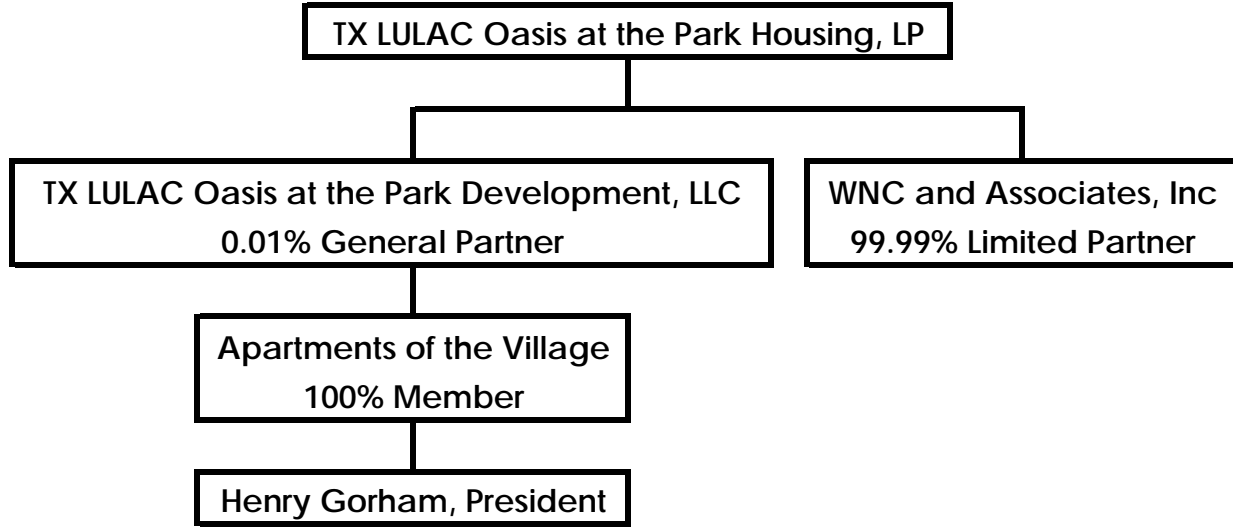 TX LULAC Oasis at the Park Housing, LP
TX LULAC Oasis at the Park Development, LLC
0.01% General Partner
WNC and Associates, Inc
99.99% Limited Partner
Apartments of the Village
100% Member
Henry Gorham, President